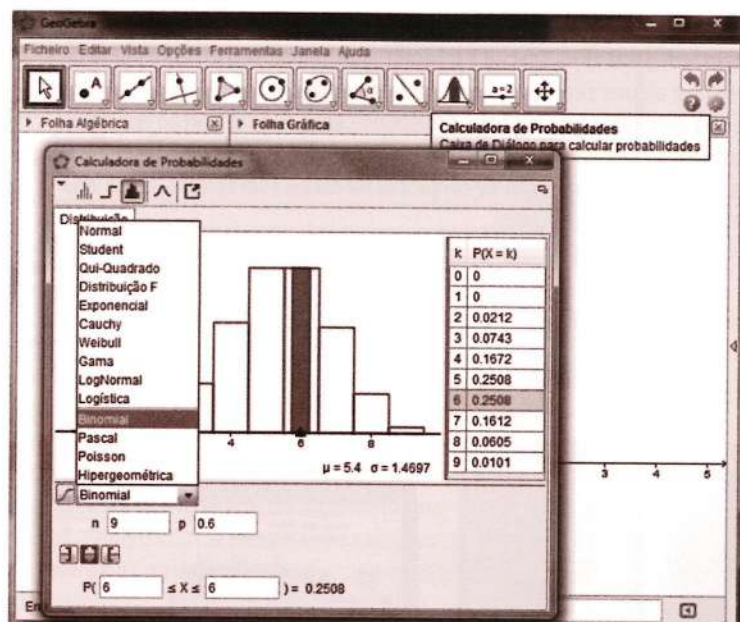 GeoGebra
Ficheiro Editar Vista Opções Ferramentas Janela Ajuda
A α a=2
Folha Algébrica Folha Gráfica
Calculadora de Probabilidades
Caixa de Diálogo para calcular probabilidades
Calculadora de Probabilidades
Distribuição
Normal
Student
Qui-Quadrado
Distribuição F
Exponencial
Cauchy
Weibull
Gama
LogNormal
Logística
Binomial
Pascal
Poisson
Hipergeométrica
4 6 8
μ = 5.4 σ = 1.4697
k P(X = k)
0 0
1 0
2 0.0212
3 0.0743
4 0.1672
5 0.2508
6 0.2508
7 0.1612
8 0.0605
9 0.0101
3 4 5
Binomial
n 9 p 0.6
P( 6 ≤ X ≤ 6 ) = 0.2508